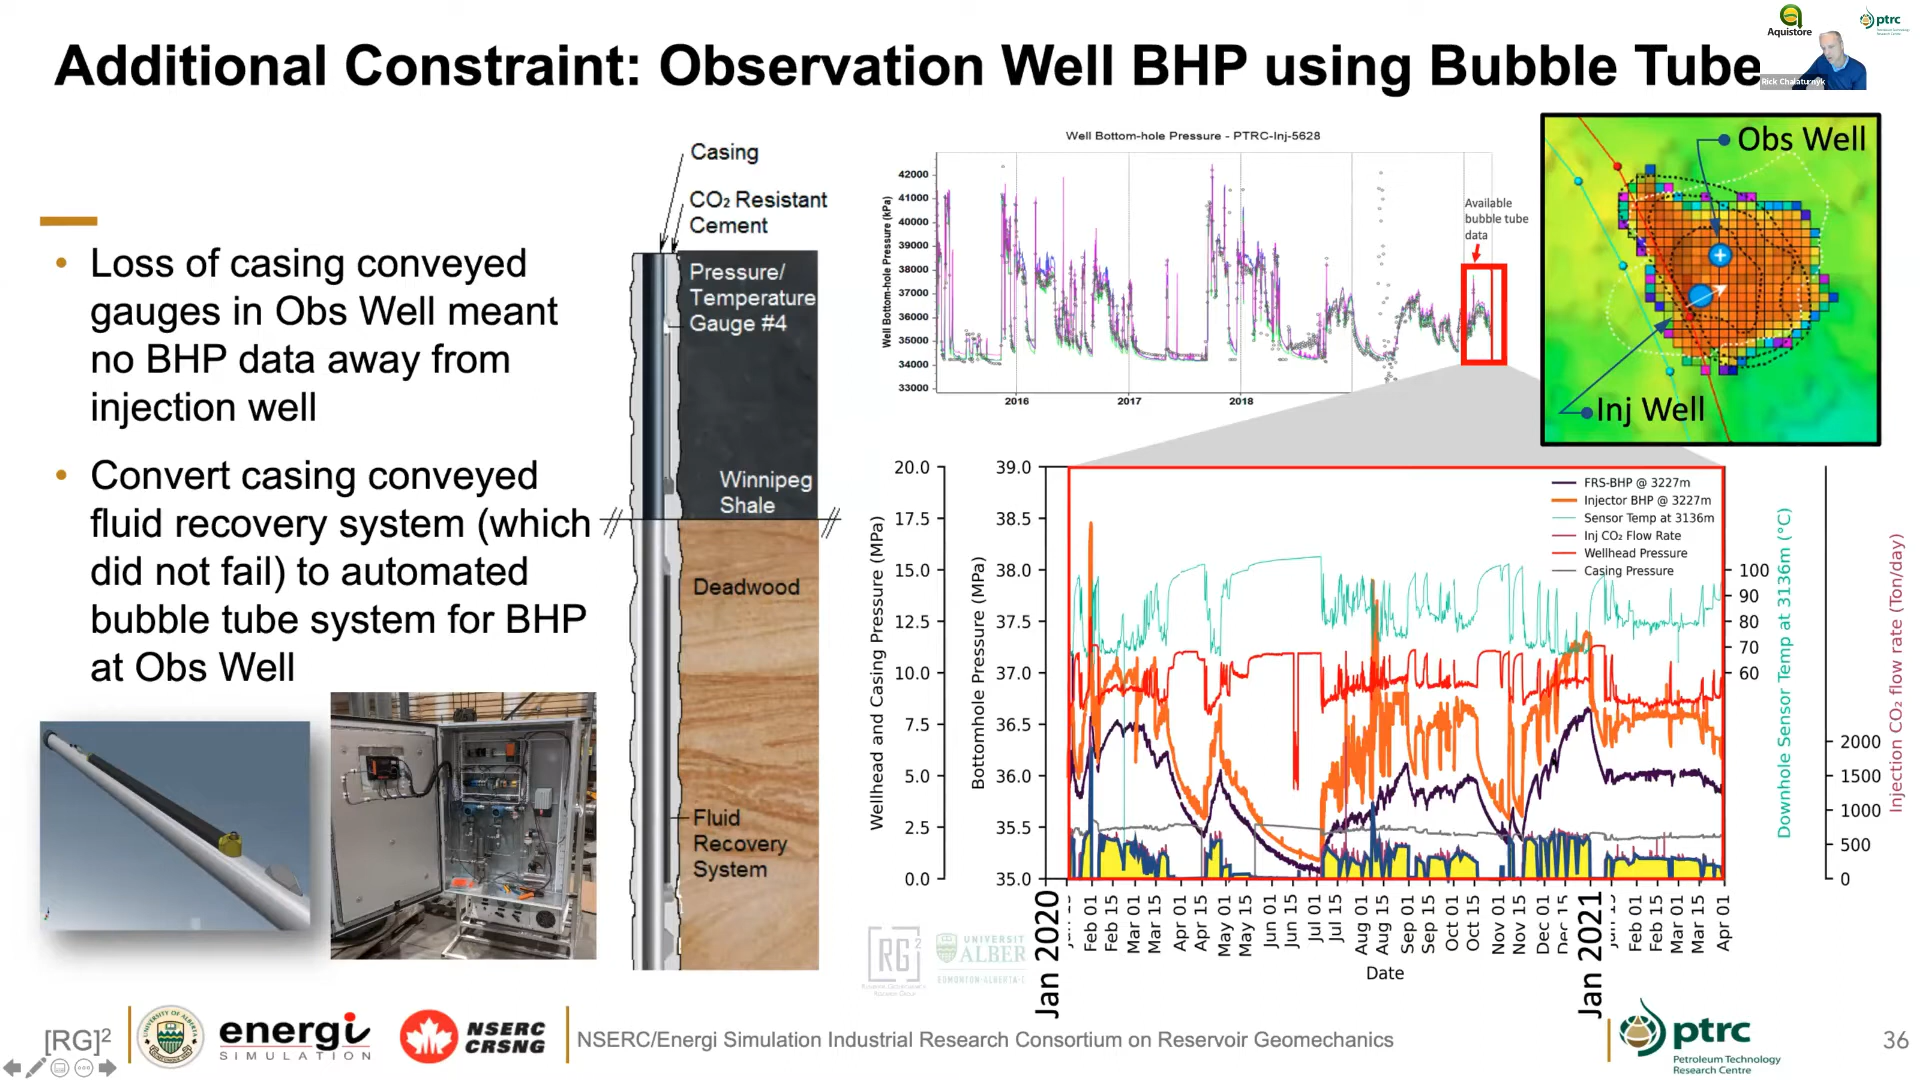 Additional Constraint: Observation Well BHP using Bubble Tube
Aquistore
ptrc
Rick Chalaturnyk
• Loss of casing conveyed
gauges in Obs Well meant
no BHP data away from
injection well
• Convert casing conveyed
fluid recovery system (which
did not fail) to automated
bubble tube system for BHP
at Obs Well
Casing
CO₂ Resistant
Cement
Pressure/
Temperature
Gauge #4
Winnipeg
Shale
Deadwood
Fluid
Recovery
System
Well Bottom-hole Pressure - PTRC-Inj-5628
Well Bottom-hole Pressure (kPa)
42000
41000
40000
39000
38000
37000
36000
35000
34000
33000
2016
2017
2018
Available
bubble tube
data
Obs Well
Inj Well
Wellhead and Casing Pressure (MPa)
20.0
17.5
15.0
12.5
10.0
7.5
5.0
2.5
0.0
Bottomhole Pressure (MPa)
39.0
38.5
38.0
37.5
37.0
36.5
36.0
35.5
35.0
FRS-BHP @ 3227m
Injector BHP @ 3227m
Sensor Temp at 3136m
Inj CO₂ Flow Rate
Wellhead Pressure
Casing Pressure
100
90
80
70
60
Downhole Sensor Temp at 3136m (°C)
2000
1500
1000
500
0
Injection CO₂ flow rate (Ton/day)
Jan 2020
Feb 01
Feb 15
Mar 01
Mar 15
Apr 01
Apr 15
May 01
May 15
Jun 01
Jun 15
Jul 01
Jul 15
Aug 01
Aug 15
Sep 01
Sep 15
Oct 01
Oct 15
Nov 01
Nov 15
Dec 01
Jan 2021
Feb 01
Feb 15
Mar 01
Mar 15
Apr 01
Date
RG²
[RG]²
energi
SIMULATION
NSERC
CRSNG
NSERC/Energi Simulation Industrial Research Consortium on Reservoir Geomechanics
ptrc
Petroleum Technology
Research Centre
36